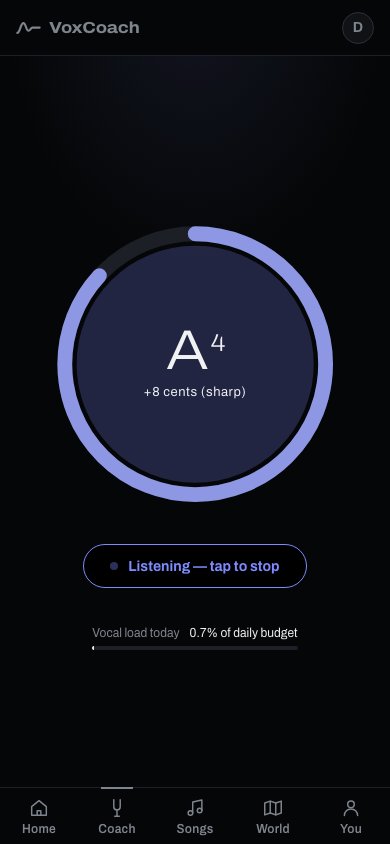 VoxCoach
D
A4
+8 cents (sharp)
Listening — tap to stop
Vocal load today 0.7% of daily budget
Home Coach Songs World You